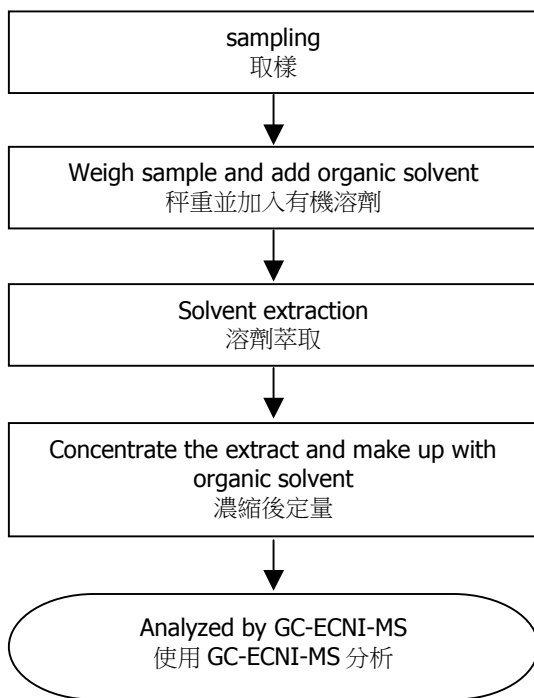 sampling
取樣
Weigh sample and add organic solvent
秤重並加入有機溶劑
Solvent extraction
溶劑萃取
Concentrate the extract and make up with
organic solvent
濃縮後定量
Analyzed by GC-ECNI-MS
使用 GC-ECNI-MS 分析